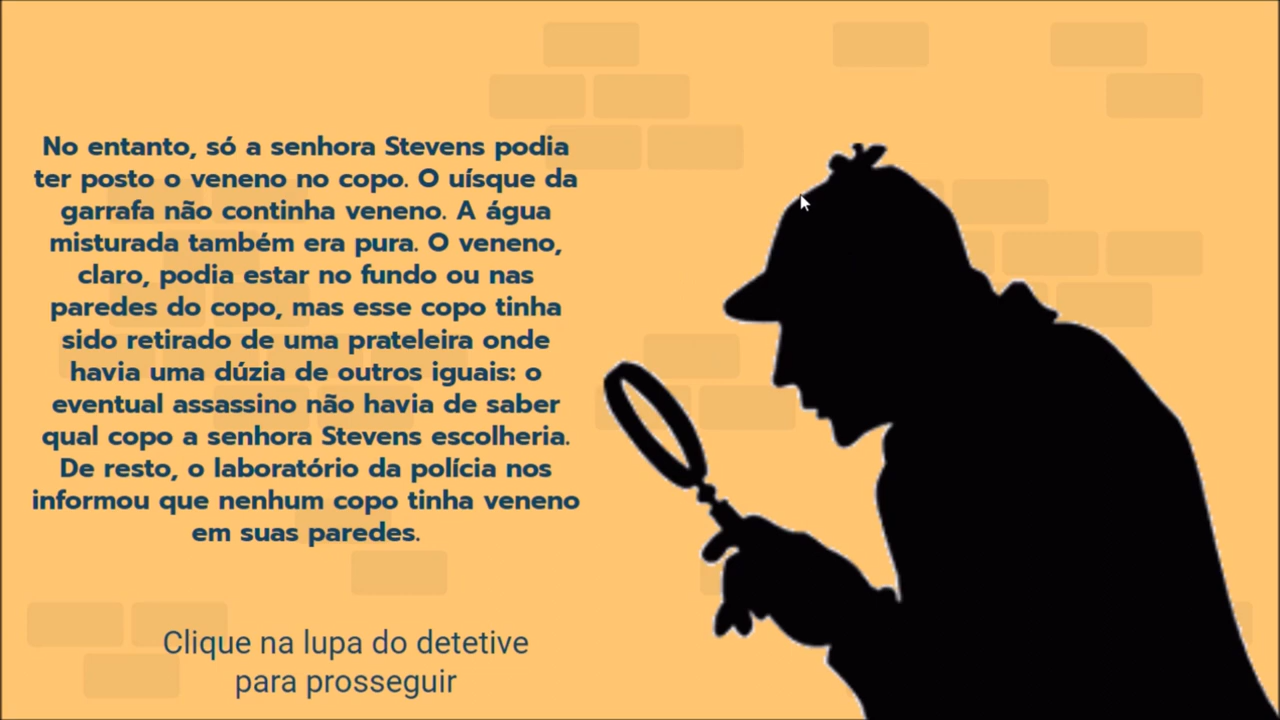 No entanto, só a senhora Stevens podia
ter posto o veneno no copo. O uísque da
garrafa não continha veneno. A água
misturada também era pura. O veneno,
claro, podia estar no fundo ou nas
paredes do copo, mas esse copo tinha
sido retirado de uma prateleira onde
havia uma dúzia de outros iguais: o
eventual assassino não havia de saber
qual copo a senhora Stevens escolheria.
De resto, o laboratório da polícia nos
informou que nenhum copo tinha veneno
em suas paredes.
Clique na lupa do detetive
para prosseguir